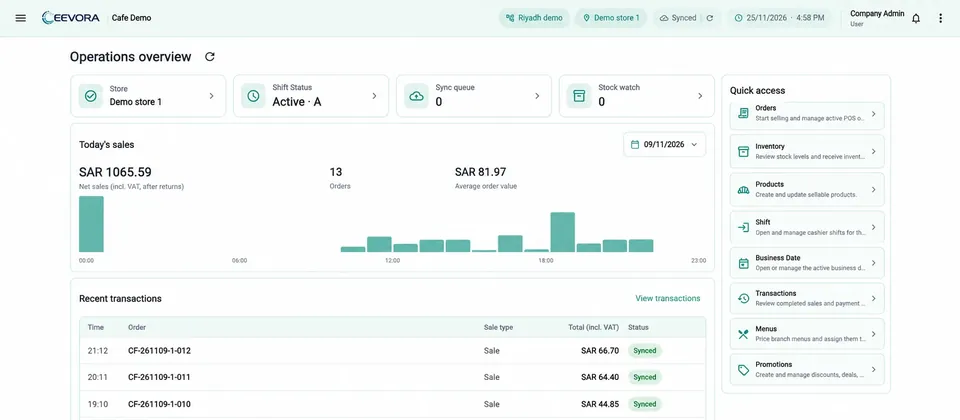 CEEVORA
Cafe Demo
Riyadh demo
Demo store 1
Synced
25/11/2026 · 4:58 PM
Company Admin
User
Operations overview
Store
Demo store 1
Shift Status
Active · A
Sync queue
0
Stock watch
0
Today's sales
09/11/2026
SAR 1065.59
Net sales (incl. VAT, after returns)
13
Orders
SAR 81.97
Average order value
00:00
06:00
12:00
18:00
23:00
Recent transactions
View transactions
Time Order Sale type Total (incl. VAT) Status
21:12 CF-261109-1-012 Sale SAR 66.70 Synced
20:11 CF-261109-1-011 Sale SAR 64.40 Synced
19:10 CF-261109-1-010 Sale SAR 44.85 Synced
Quick access
Orders
Start selling and manage active POS o...
Inventory
Review stock levels and receive invent...
Products
Create and update sellable products.
Shift
Open and manage cashier shifts for th...
Business Date
Open or manage the active business d...
Transactions
Review completed sales and payment ...
Menus
Price branch menus and assign them t...
Promotions
Create and manage discounts, deals, ...